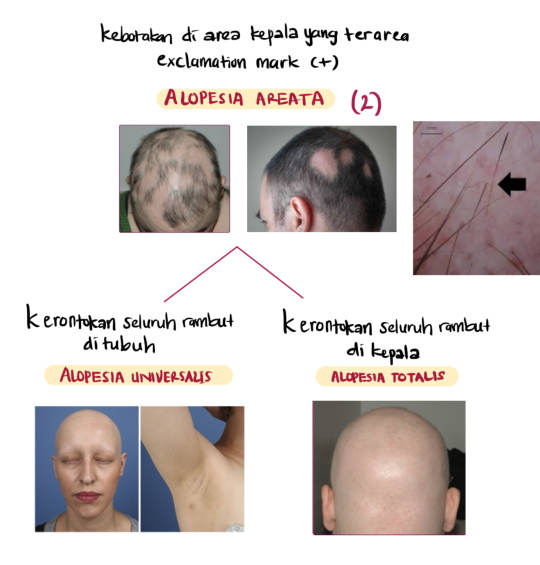 kebotakan di area kepala yang terarea
exclamation mark (+)
ALOPESIA AREATA (2)
kerontokan seluruh rambut
di tubuh
ALOPESIA UNIVERSALIS
kerontokan seluruh rambut
di kepala
ALOPESIA TOTALIS